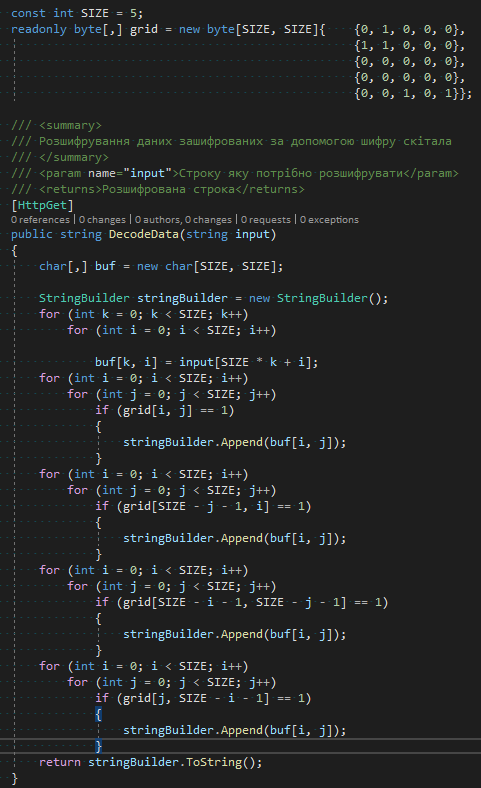 const int SIZE = 5;
readonly byte[,] grid = new byte[SIZE, SIZE]{    {0, 1, 0, 0, 0},
{1, 1, 0, 0, 0},
{0, 0, 0, 0, 0},
{0, 0, 0, 0, 0},
{0, 0, 1, 0, 1}};
/// <summary>
/// Розшифрування даних зашифрованих за допомогою шифру скітала
/// </summary>
/// <param name="input">Строку яку потрібно розшифрувати</param>
/// <returns>Розшифрована строка</returns>
[HttpGet]
0 references | 0 changes | 0 authors, 0 changes | 0 requests | 0 exceptions
public string DecodeData(string input)
{
char[,] buf = new char[SIZE, SIZE];
StringBuilder stringBuilder = new StringBuilder();
for (int k = 0; k < SIZE; k++)
for (int i = 0; i < SIZE; i++)
buf[k, i] = input[SIZE * k + i];
for (int i = 0; i < SIZE; i++)
for (int j = 0; j < SIZE; j++)
if (grid[i, j] == 1)
{
stringBuilder.Append(buf[i, j]);
}
for (int i = 0; i < SIZE; i++)
for (int j = 0; j < SIZE; j++)
if (grid[SIZE - j - 1, i] == 1)
{
stringBuilder.Append(buf[i, j]);
}
for (int i = 0; i < SIZE; i++)
for (int j = 0; j < SIZE; j++)
if (grid[SIZE - i - 1, SIZE - j - 1] == 1)
{
stringBuilder.Append(buf[i, j]);
}
for (int i = 0; i < SIZE; i++)
for (int j = 0; j < SIZE; j++)
if (grid[j, SIZE - i - 1] == 1)
{
stringBuilder.Append(buf[i, j]);
}
return stringBuilder.ToString();
}